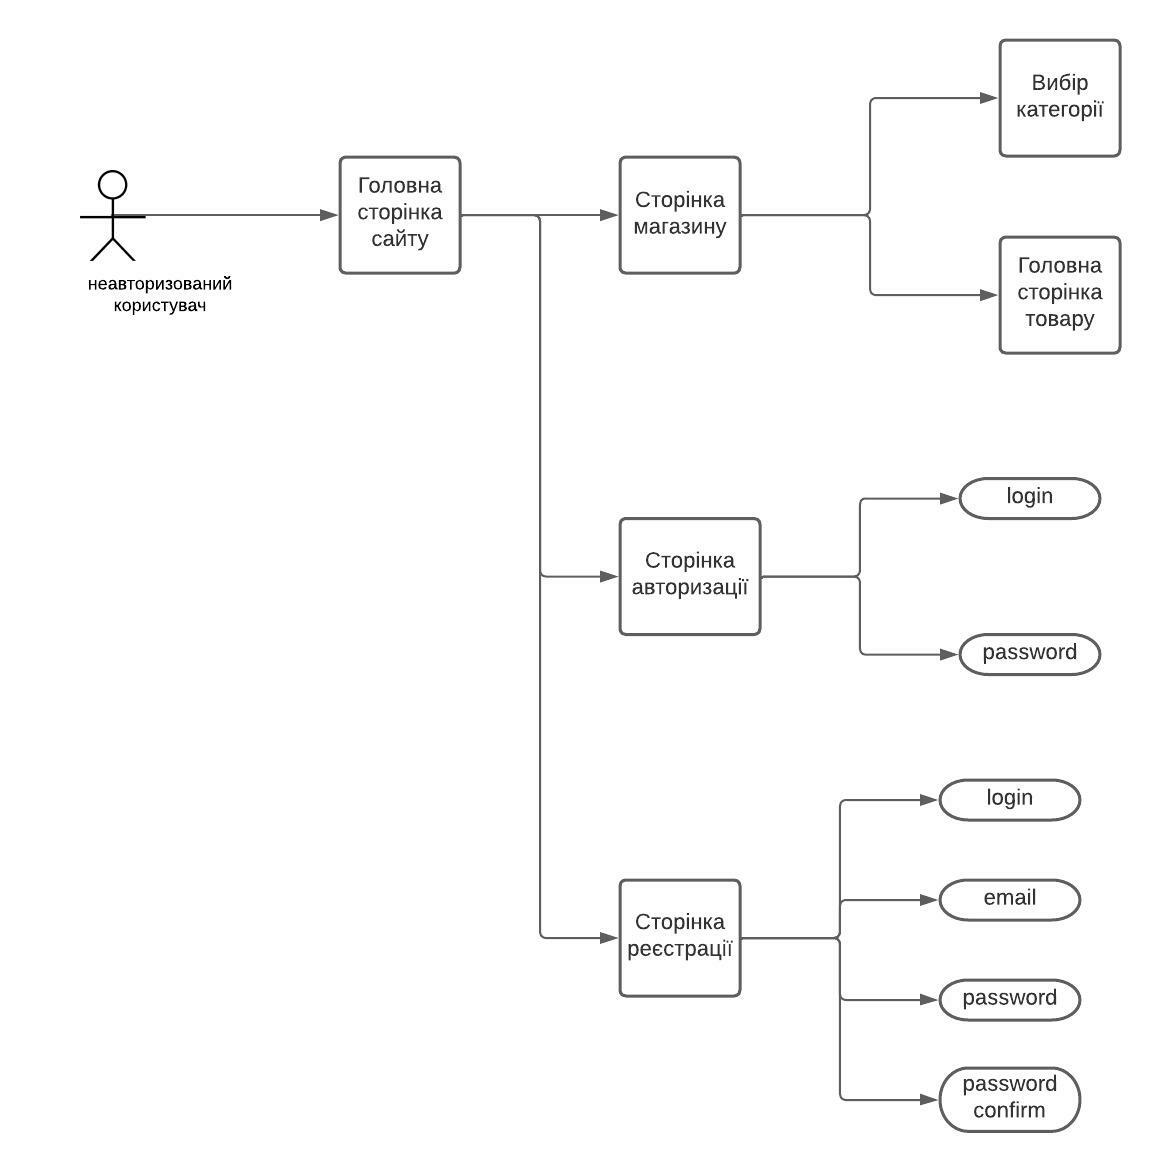 неавторизований
користувач
Головна
сторінка
сайту
Сторінка
магазину
Вибір
категорії
Головна
сторінка
товару
Сторінка
авторизації
login
password
Сторінка
реєстрації
login
email
password
password
confirm